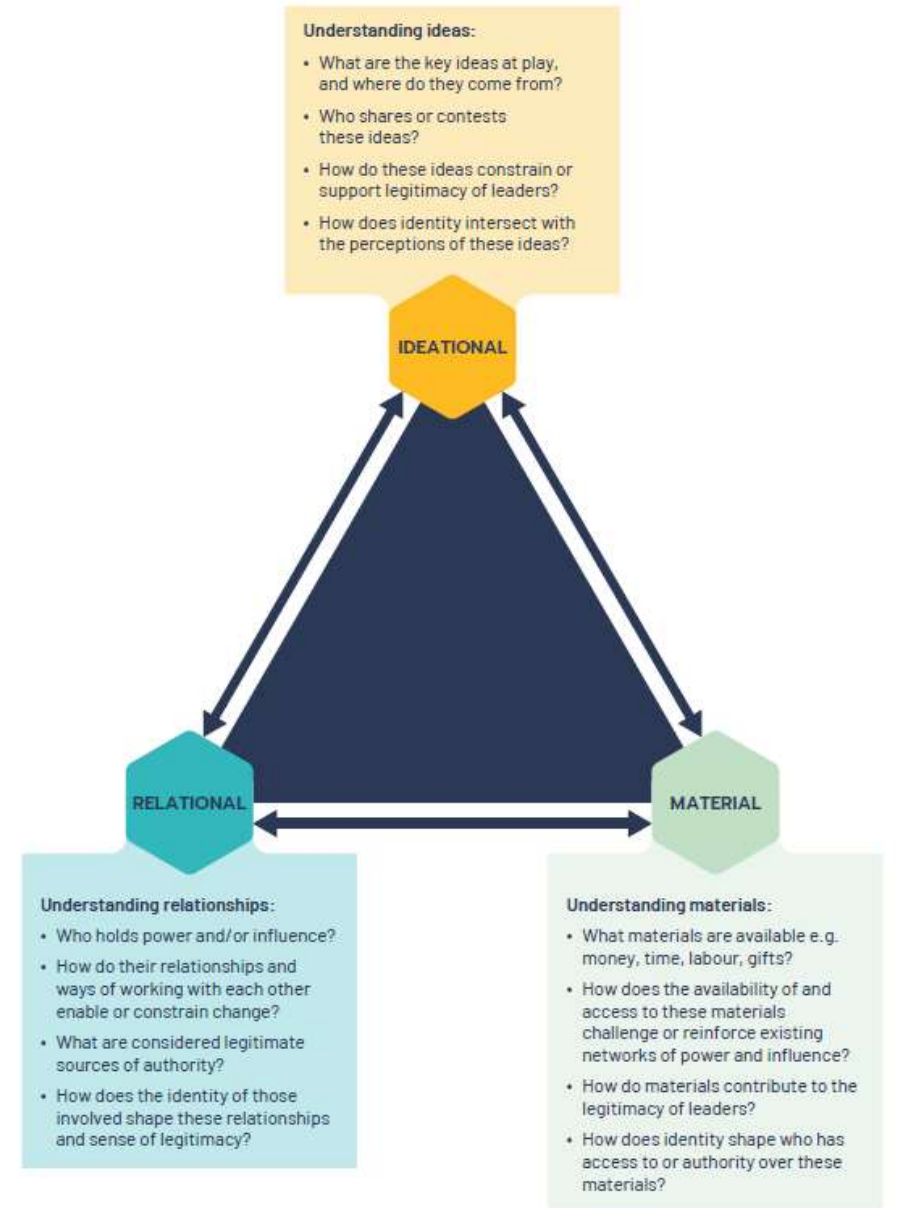 Understanding ideas:
• What are the key ideas at play,
and where do they come from?
• Who shares or contests
these ideas?
• How do these ideas constrain or
support legitimacy of leaders?
• How does identity intersect with
the perceptions of these ideas?
IDEATIONAL
RELATIONAL
MATERIAL
Understanding relationships:
• Who holds power and/or influence?
• How do their relationships and
ways of working with each other
enable or constrain change?
• What are considered legitimate
sources of authority?
• How does the identity of those
involved shape these relationships
and sense of legitimacy?
Understanding materials:
• What materials are available e.g.
money, time, labour, gifts?
• How does the availability of and
access to these materials
challenge or reinforce existing
networks of power and influence?
• How do materials contribute to the
legitimacy of leaders?
• How does identity shape who has
access to or authority over these
materials?